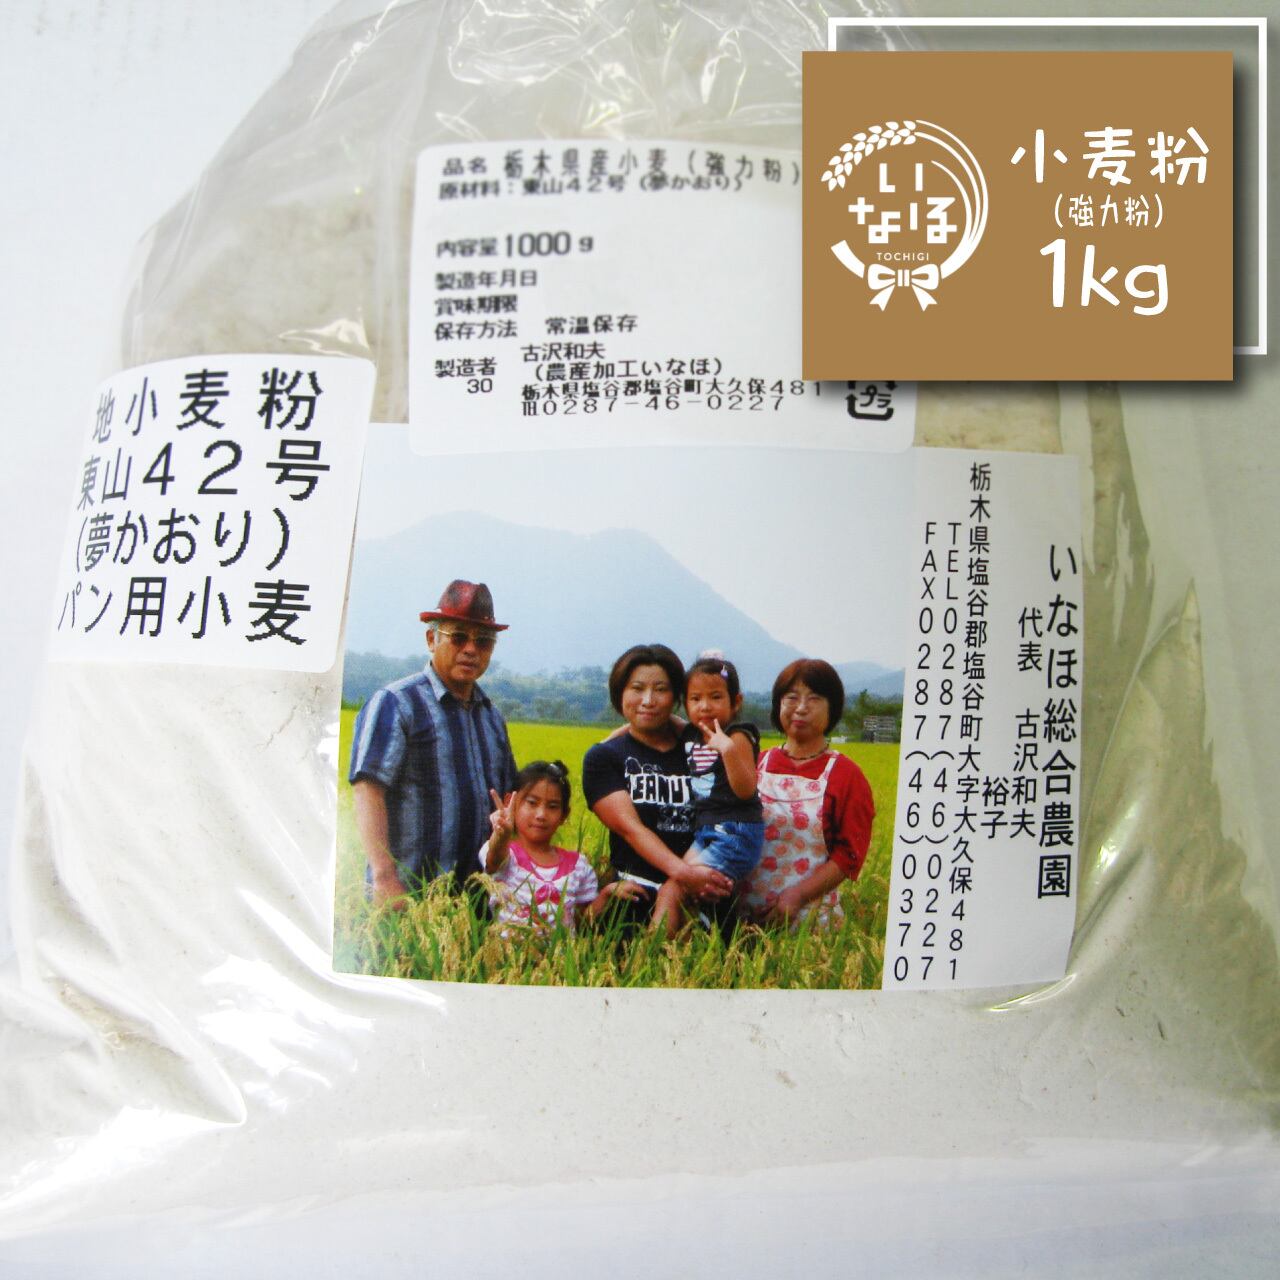 いなほ
TOCHIGI
小麦粉
(強力粉)
1kg
品名 栃木県産小麦(強力粉)
原材料:東山42号(夢かおり)
内容量1000g
製造年月日
賞味期限
保存方法 常温保存
製造者 古沢和夫
30 (農産加工いなほ)
栃木県塩谷郡塩谷町大久保481
℡0287-46-0227
プラ
地小麦粉
東山42号
(夢かおり)
パン用小麦
いなほ総合農園
代表 古沢和夫
裕子
栃木県塩谷郡塩谷町大字大久保481
TEL0287(46)0227
FAX0287(46)0370
PEANU